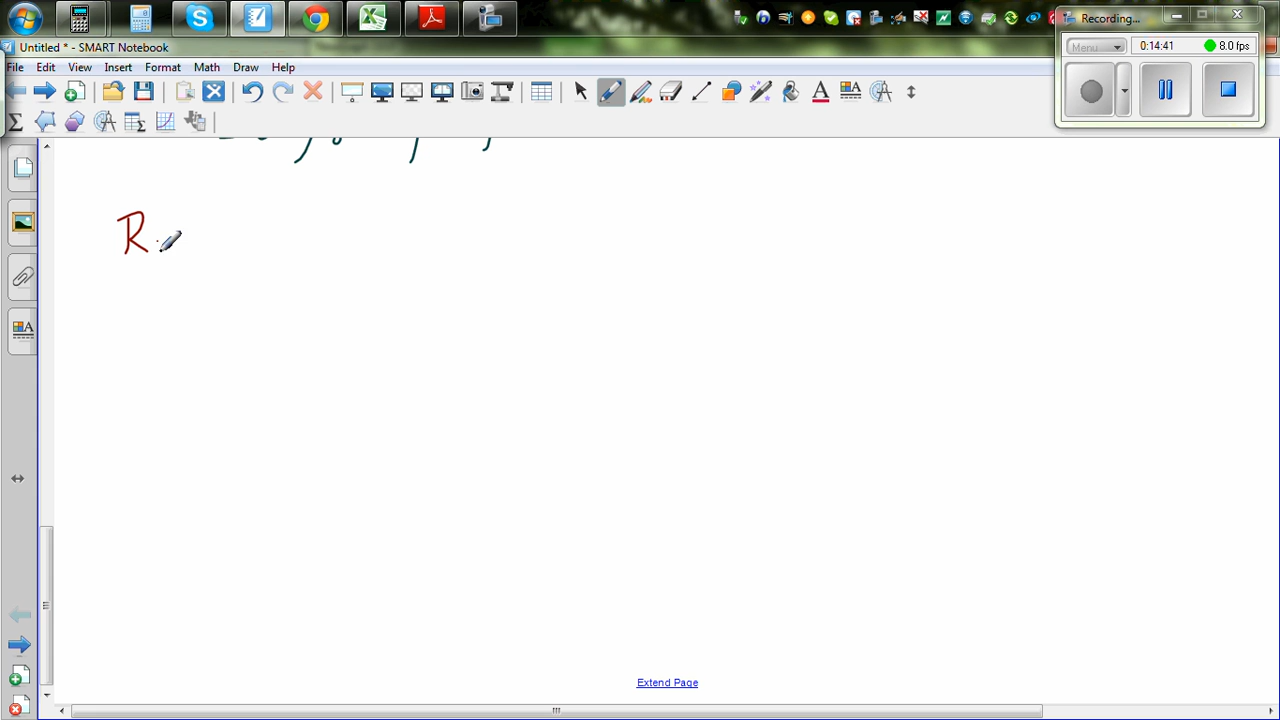 Untitled * - SMART Notebook
Recording...
Menu
0:14:41
8.0 fps
File Edit View Insert Format Math Draw Help
R
Extend Page